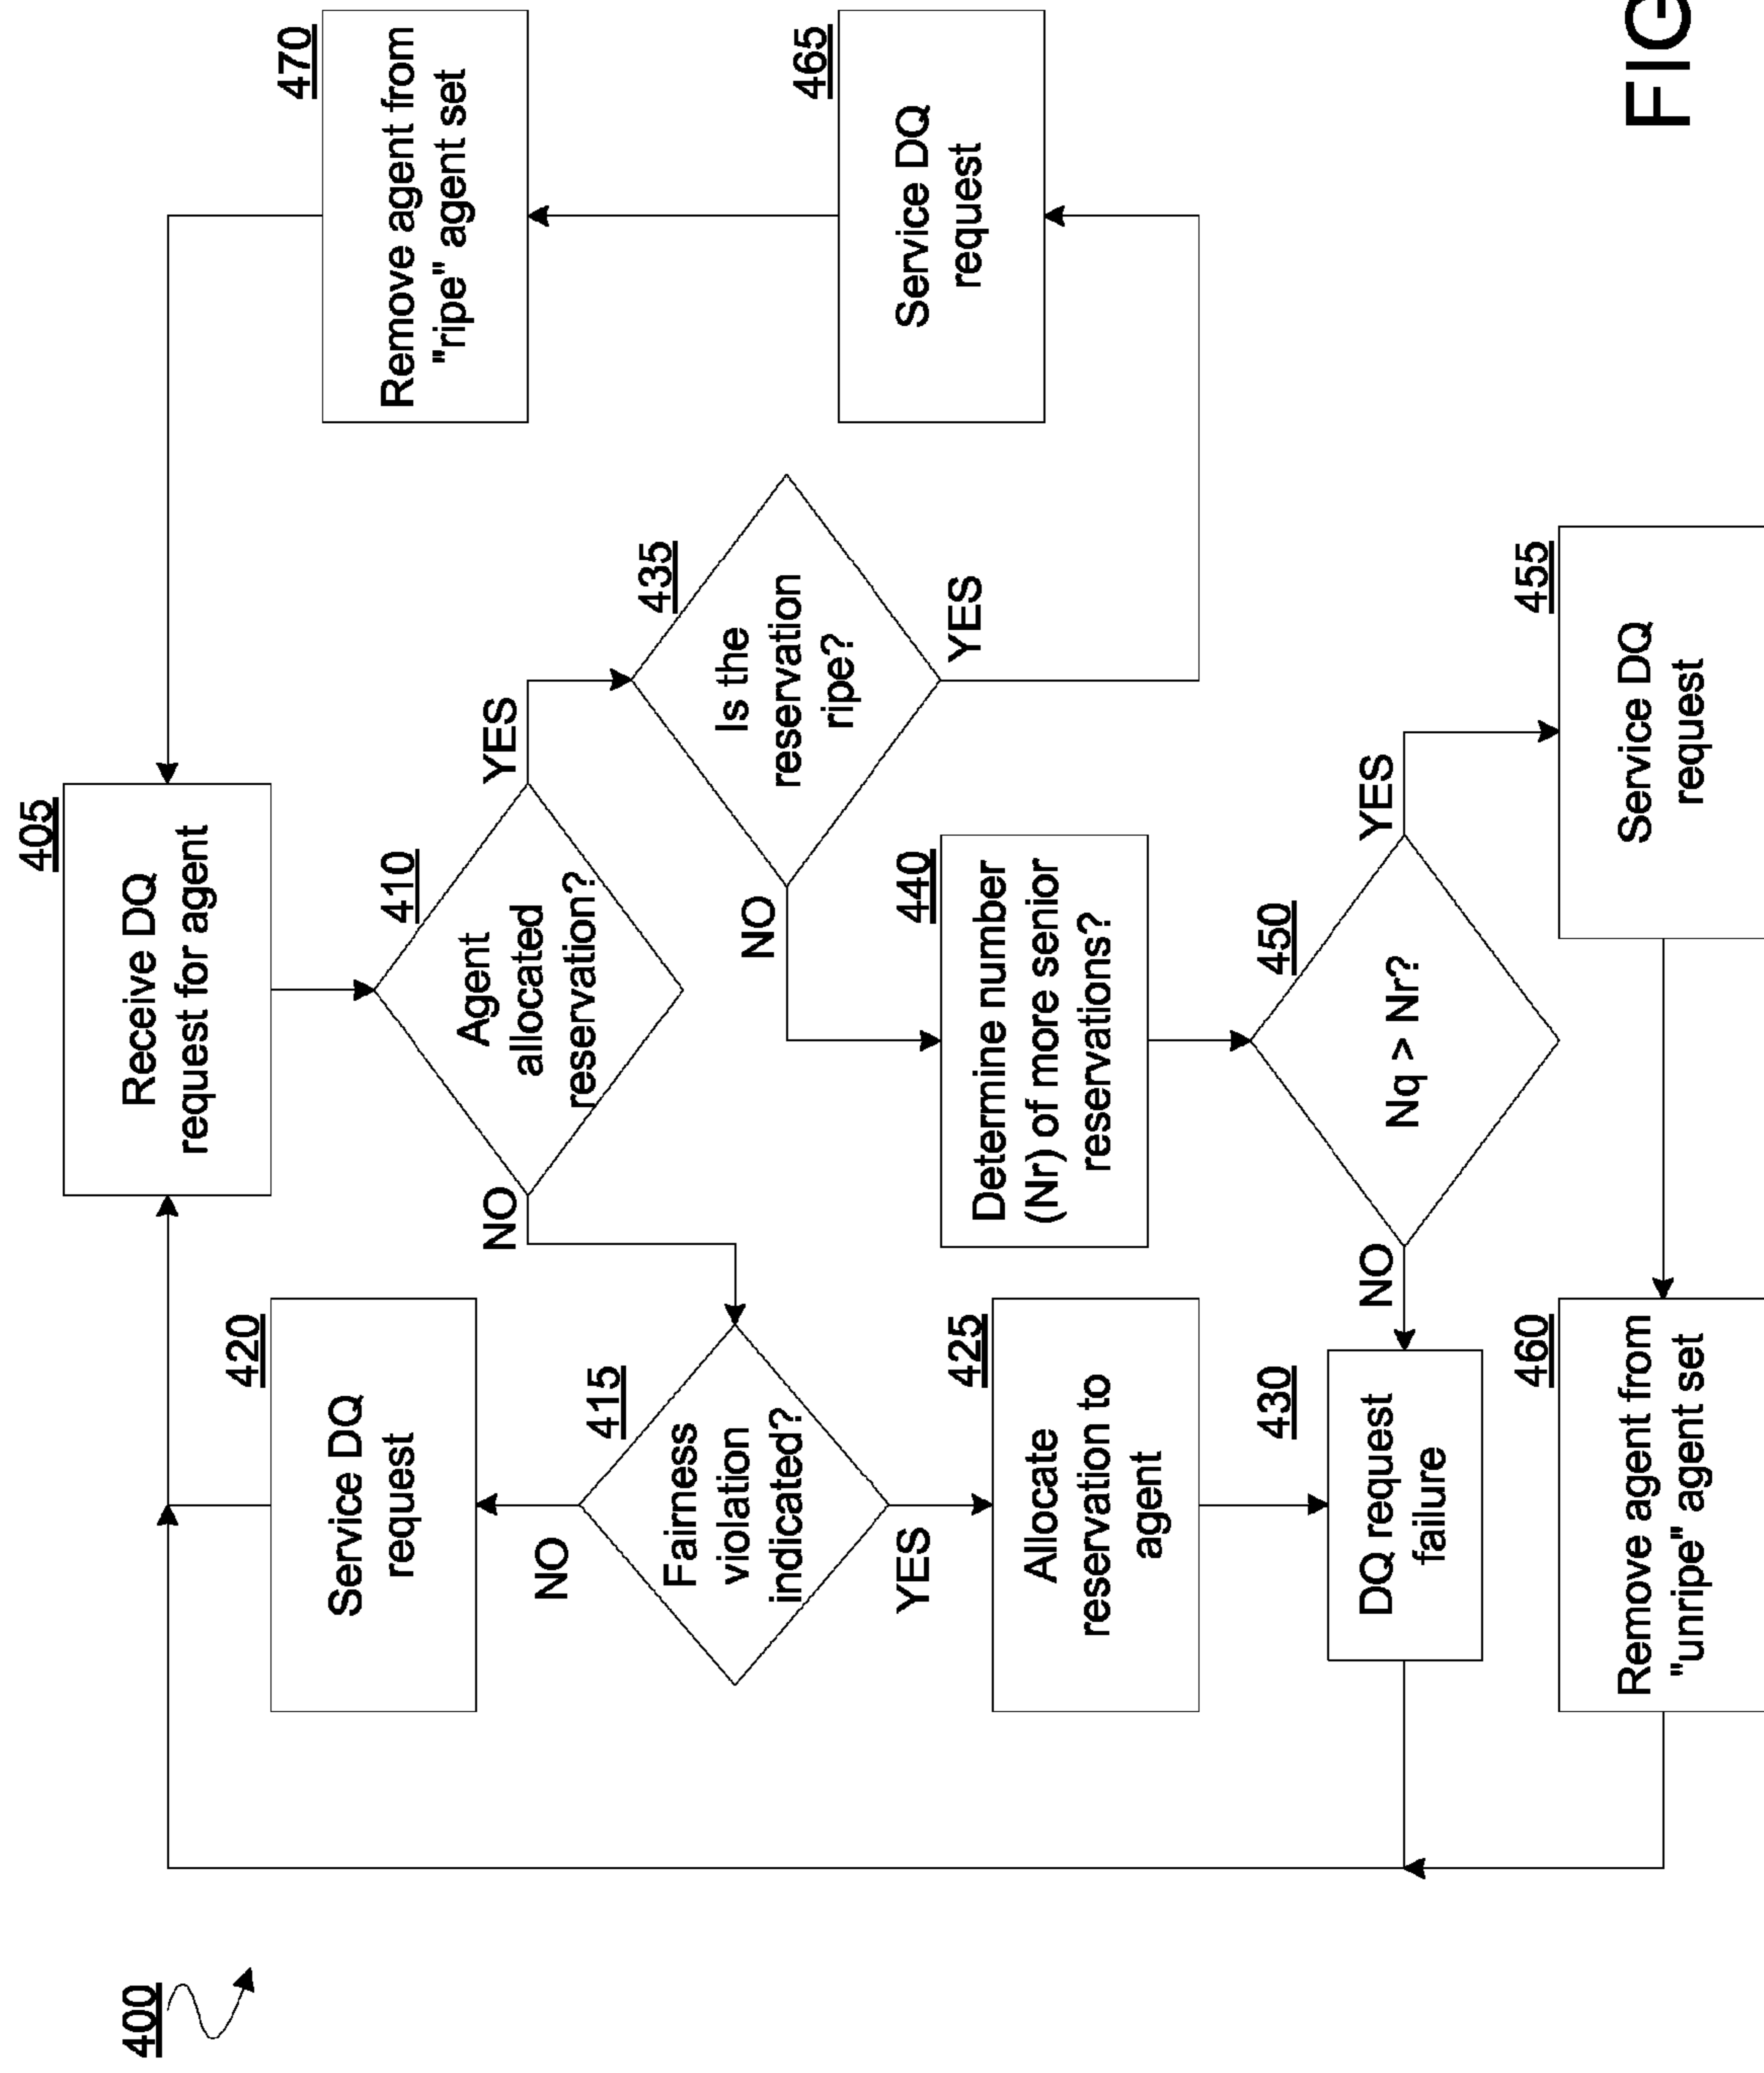 400
405
Receive DQ
request for agent
410
Agent
allocated
reservation?
NO
YES
415
Fairness
violation
indicated?
NO
YES
420
Service DQ
request
425
Allocate
reservation to
agent
430
DQ request
failure
435
Is the
reservation
ripe?
NO
YES
440
Determine number
(Nr) of more senior
reservations?
450
Nq > Nr?
NO
YES
455
Service DQ
request
460
Remove agent from
"unripe" agent set
465
Service DQ
request
470
Remove agent from
"ripe" agent set
FIG